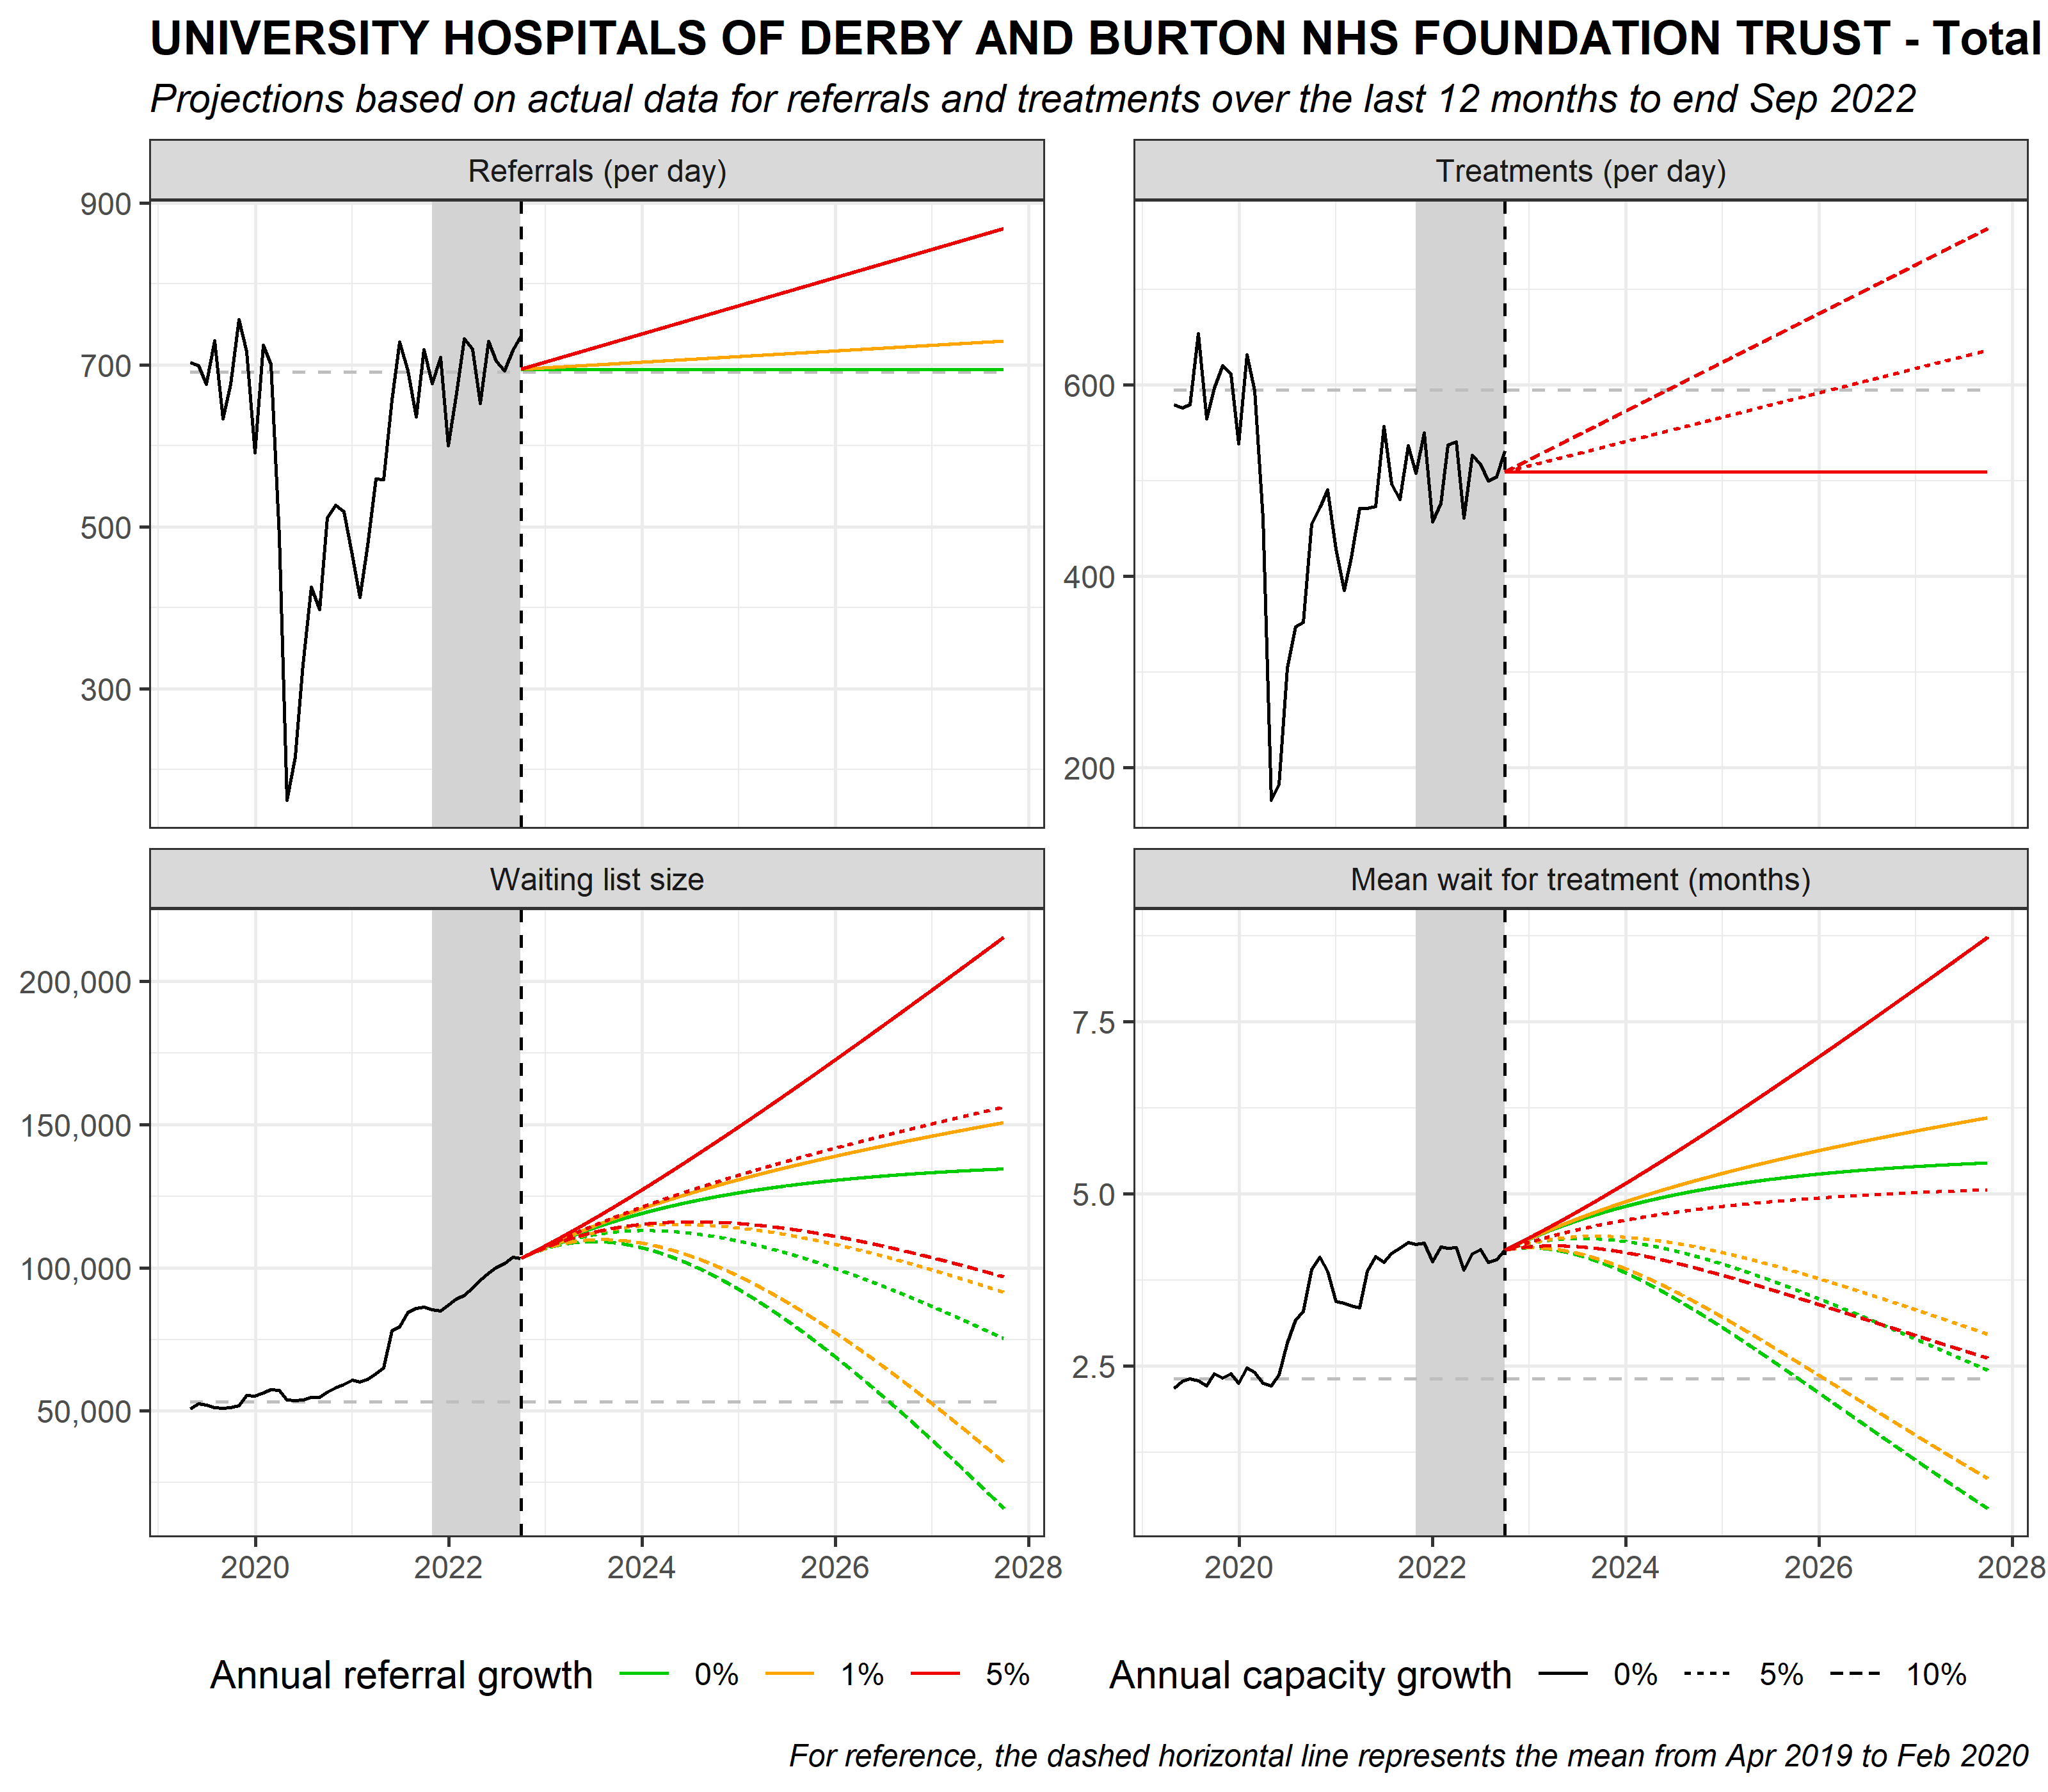 UNIVERSITY HOSPITALS OF DERBY AND BURTON NHS FOUNDATION TRUST - Total
Projections based on actual data for referrals and treatments over the last 12 months to end Sep 2022
Referrals (per day)
900
700
500
300
Treatments (per day)
600
400
200
Waiting list size
200,000
150,000
100,000
50,000
2020 2022 2024 2026 2028
Mean wait for treatment (months)
7.5
5.0
2.5
2020 2022 2024 2026 2028
Annual referral growth 0% 1% 5%
Annual capacity growth 0% 5% 10%
For reference, the dashed horizontal line represents the mean from Apr 2019 to Feb 2020